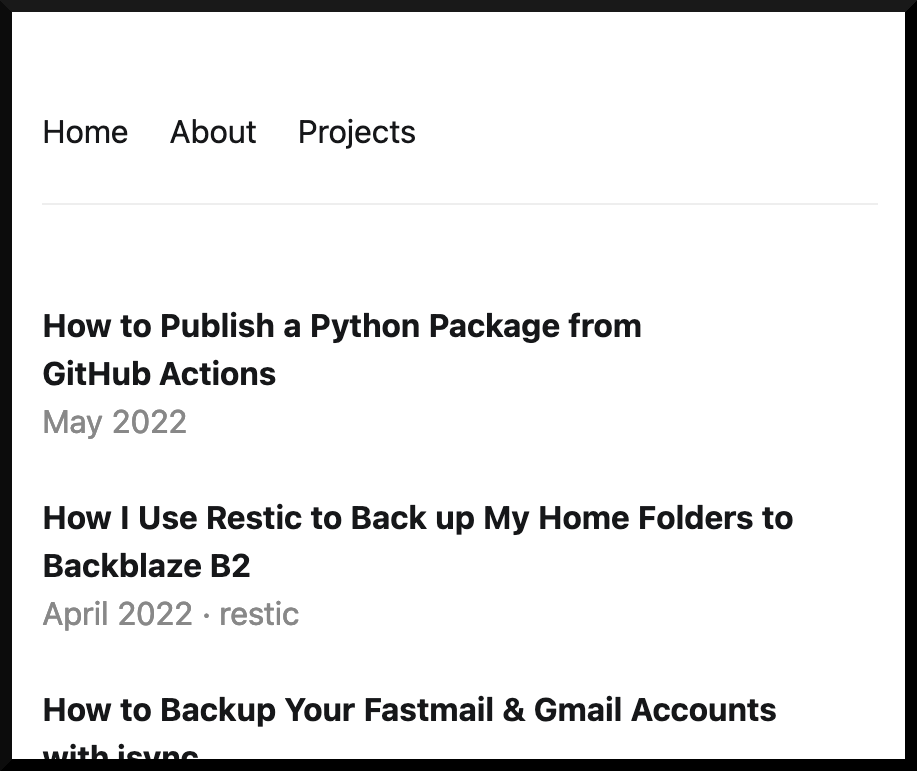 Home About Projects
How to Publish a Python Package from
GitHub Actions
May 2022
How I Use Restic to Back up My Home Folders to
Backblaze B2
April 2022 · restic
How to Backup Your Fastmail & Gmail Accounts
with isync